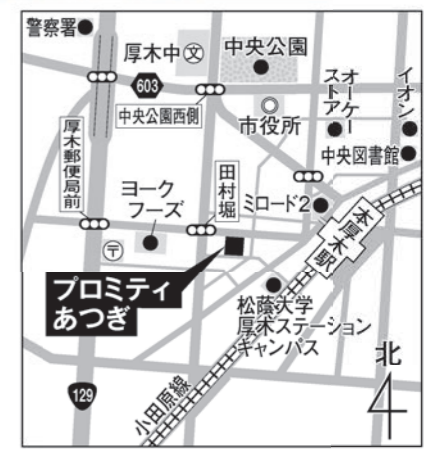 警察署
厚木中
文
603
中央公園
中央公園西側
市役所
オーケー
ストア
イオン
中央図書館
厚木郵便局前
ヨーク
フーズ
田村堀
ミロード2
本厚木駅
〒
プロミティ
あつぎ
松蔭大学
厚木ステーション
キャンパス
小田原線
129
北